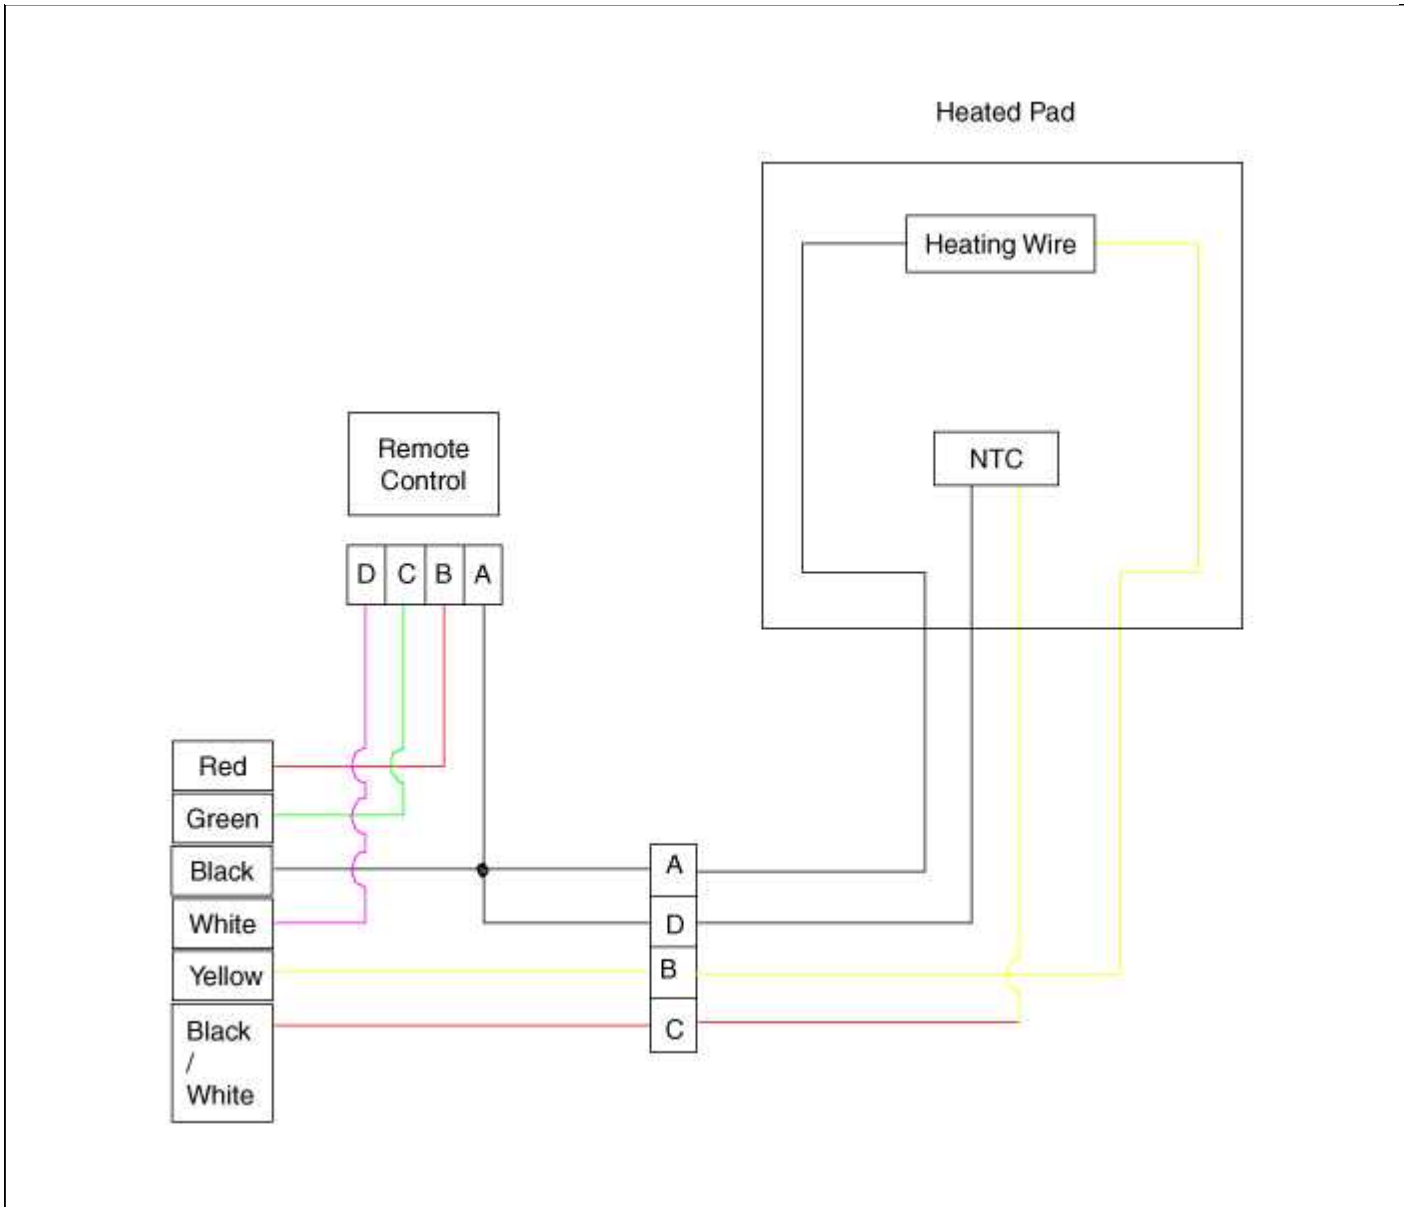 Heated Pad
Heating Wire
NTC
Remote
Control
D C B A
Red
Green
Black
White
Yellow
Black
/
White
A
D
B
C